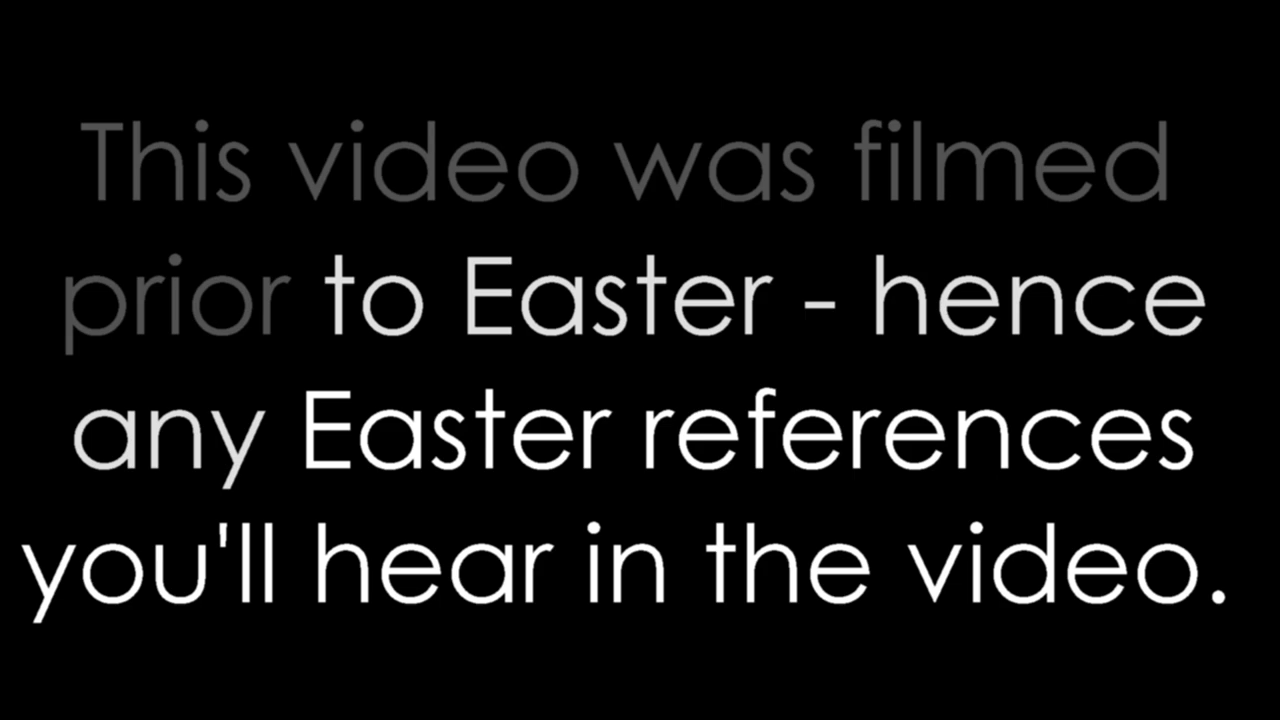 This video was filmed
prior to Easter - hence
any Easter references
you'll hear in the video.